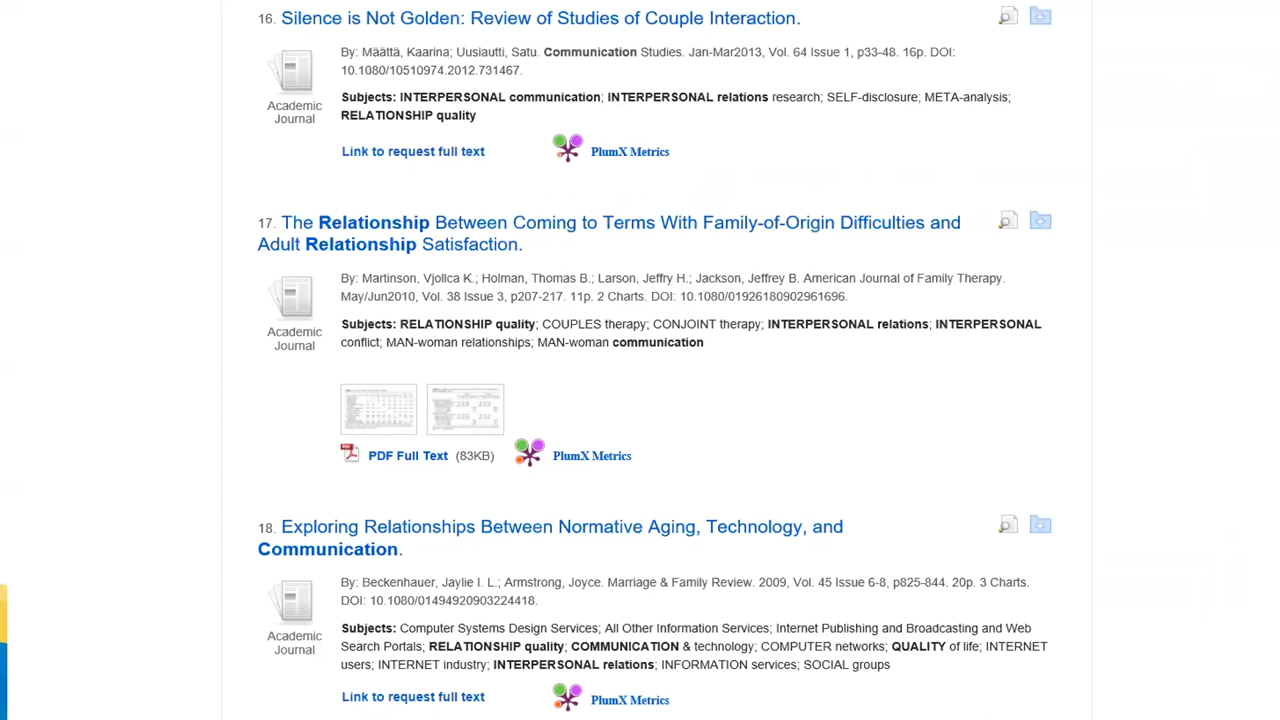 16. Silence is Not Golden: Review of Studies of Couple Interaction.
By: Määttä, Kaarina; Uusiautti, Satu. Communication Studies. Jan-Mar2013, Vol. 64 Issue 1, p33-48. 16p. DOI:
10.1080/10510974.2012.731467.
Academic
Journal
Subjects: INTERPERSONAL communication; INTERPERSONAL relations research; SELF-disclosure; META-analysis;
RELATIONSHIP quality
Link to request full text PlumX Metrics
17. The Relationship Between Coming to Terms With Family-of-Origin Difficulties and
Adult Relationship Satisfaction.
By: Martinson, Vjollca K.; Holman, Thomas B.; Larson, Jeffry H.; Jackson, Jeffrey B. American Journal of Family Therapy.
May/Jun2010, Vol. 38 Issue 3, p207-217. 11p. 2 Charts. DOI: 10.1080/01926180902961696.
Academic
Journal
Subjects: RELATIONSHIP quality; COUPLES therapy; CONJOINT therapy; INTERPERSONAL relations; INTERPERSONAL
conflict; MAN-woman relationships; MAN-woman communication
PDF Full Text (83KB) PlumX Metrics
18. Exploring Relationships Between Normative Aging, Technology, and
Communication.
By: Beckenhauer, Jaylie I. L.; Armstrong, Joyce. Marriage & Family Review. 2009, Vol. 45 Issue 6-8, p825-844. 20p. 3 Charts.
DOI: 10.1080/01494920903224418.
Academic
Journal
Subjects: Computer Systems Design Services; All Other Information Services; Internet Publishing and Broadcasting and Web
Search Portals; RELATIONSHIP quality; COMMUNICATION & technology; COMPUTER networks; QUALITY of life; INTERNET
users; INTERNET industry; INTERPERSONAL relations; INFORMATION services; SOCIAL groups
Link to request full text PlumX Metrics